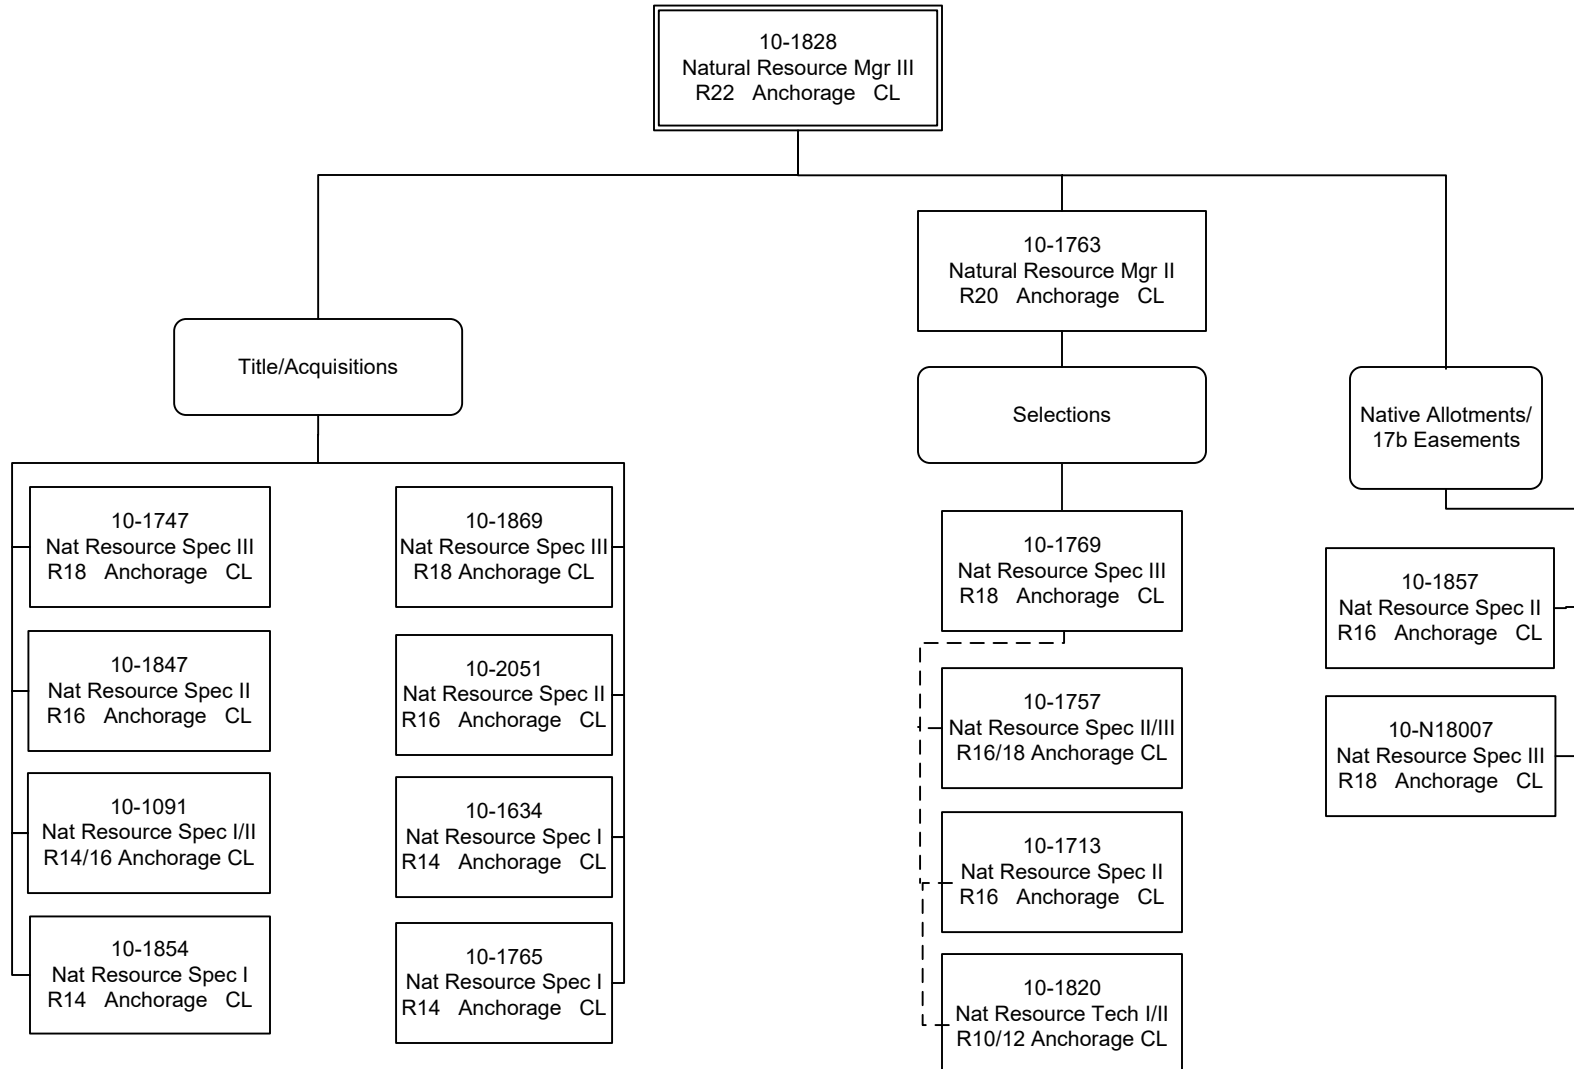 10-1828
Natural Resource Mgr III
R22 Anchorage CL
10-1763
Natural Resource Mgr II
R20 Anchorage CL
Title/Acquisitions
Selections
Native Allotments/
17b Easements
10-1747
Nat Resource Spec III
R18 Anchorage CL
10-1847
Nat Resource Spec II
R16 Anchorage CL
10-1091
Nat Resource Spec I/II
R14/16 Anchorage CL
10-1854
Nat Resource Spec I
R14 Anchorage CL
10-1869
Nat Resource Spec III
R18 Anchorage CL
10-2051
Nat Resource Spec II
R16 Anchorage CL
10-1634
Nat Resource Spec I
R14 Anchorage CL
10-1765
Nat Resource Spec I
R14 Anchorage CL
10-1769
Nat Resource Spec III
R18 Anchorage CL
10-1757
Nat Resource Spec II/III
R16/18 Anchorage CL
10-1713
Nat Resource Spec II
R16 Anchorage CL
10-1820
Nat Resource Tech I/II
R10/12 Anchorage CL
10-1857
Nat Resource Spec II
R16 Anchorage CL
10-N18007
Nat Resource Spec III
R18 Anchorage CL